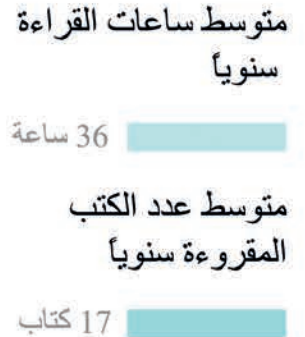 متوسط ساعات القراءة
سنوياً
36 ساعة
متوسط عدد الكتب
المقروءة سنوياً
17 كتاب